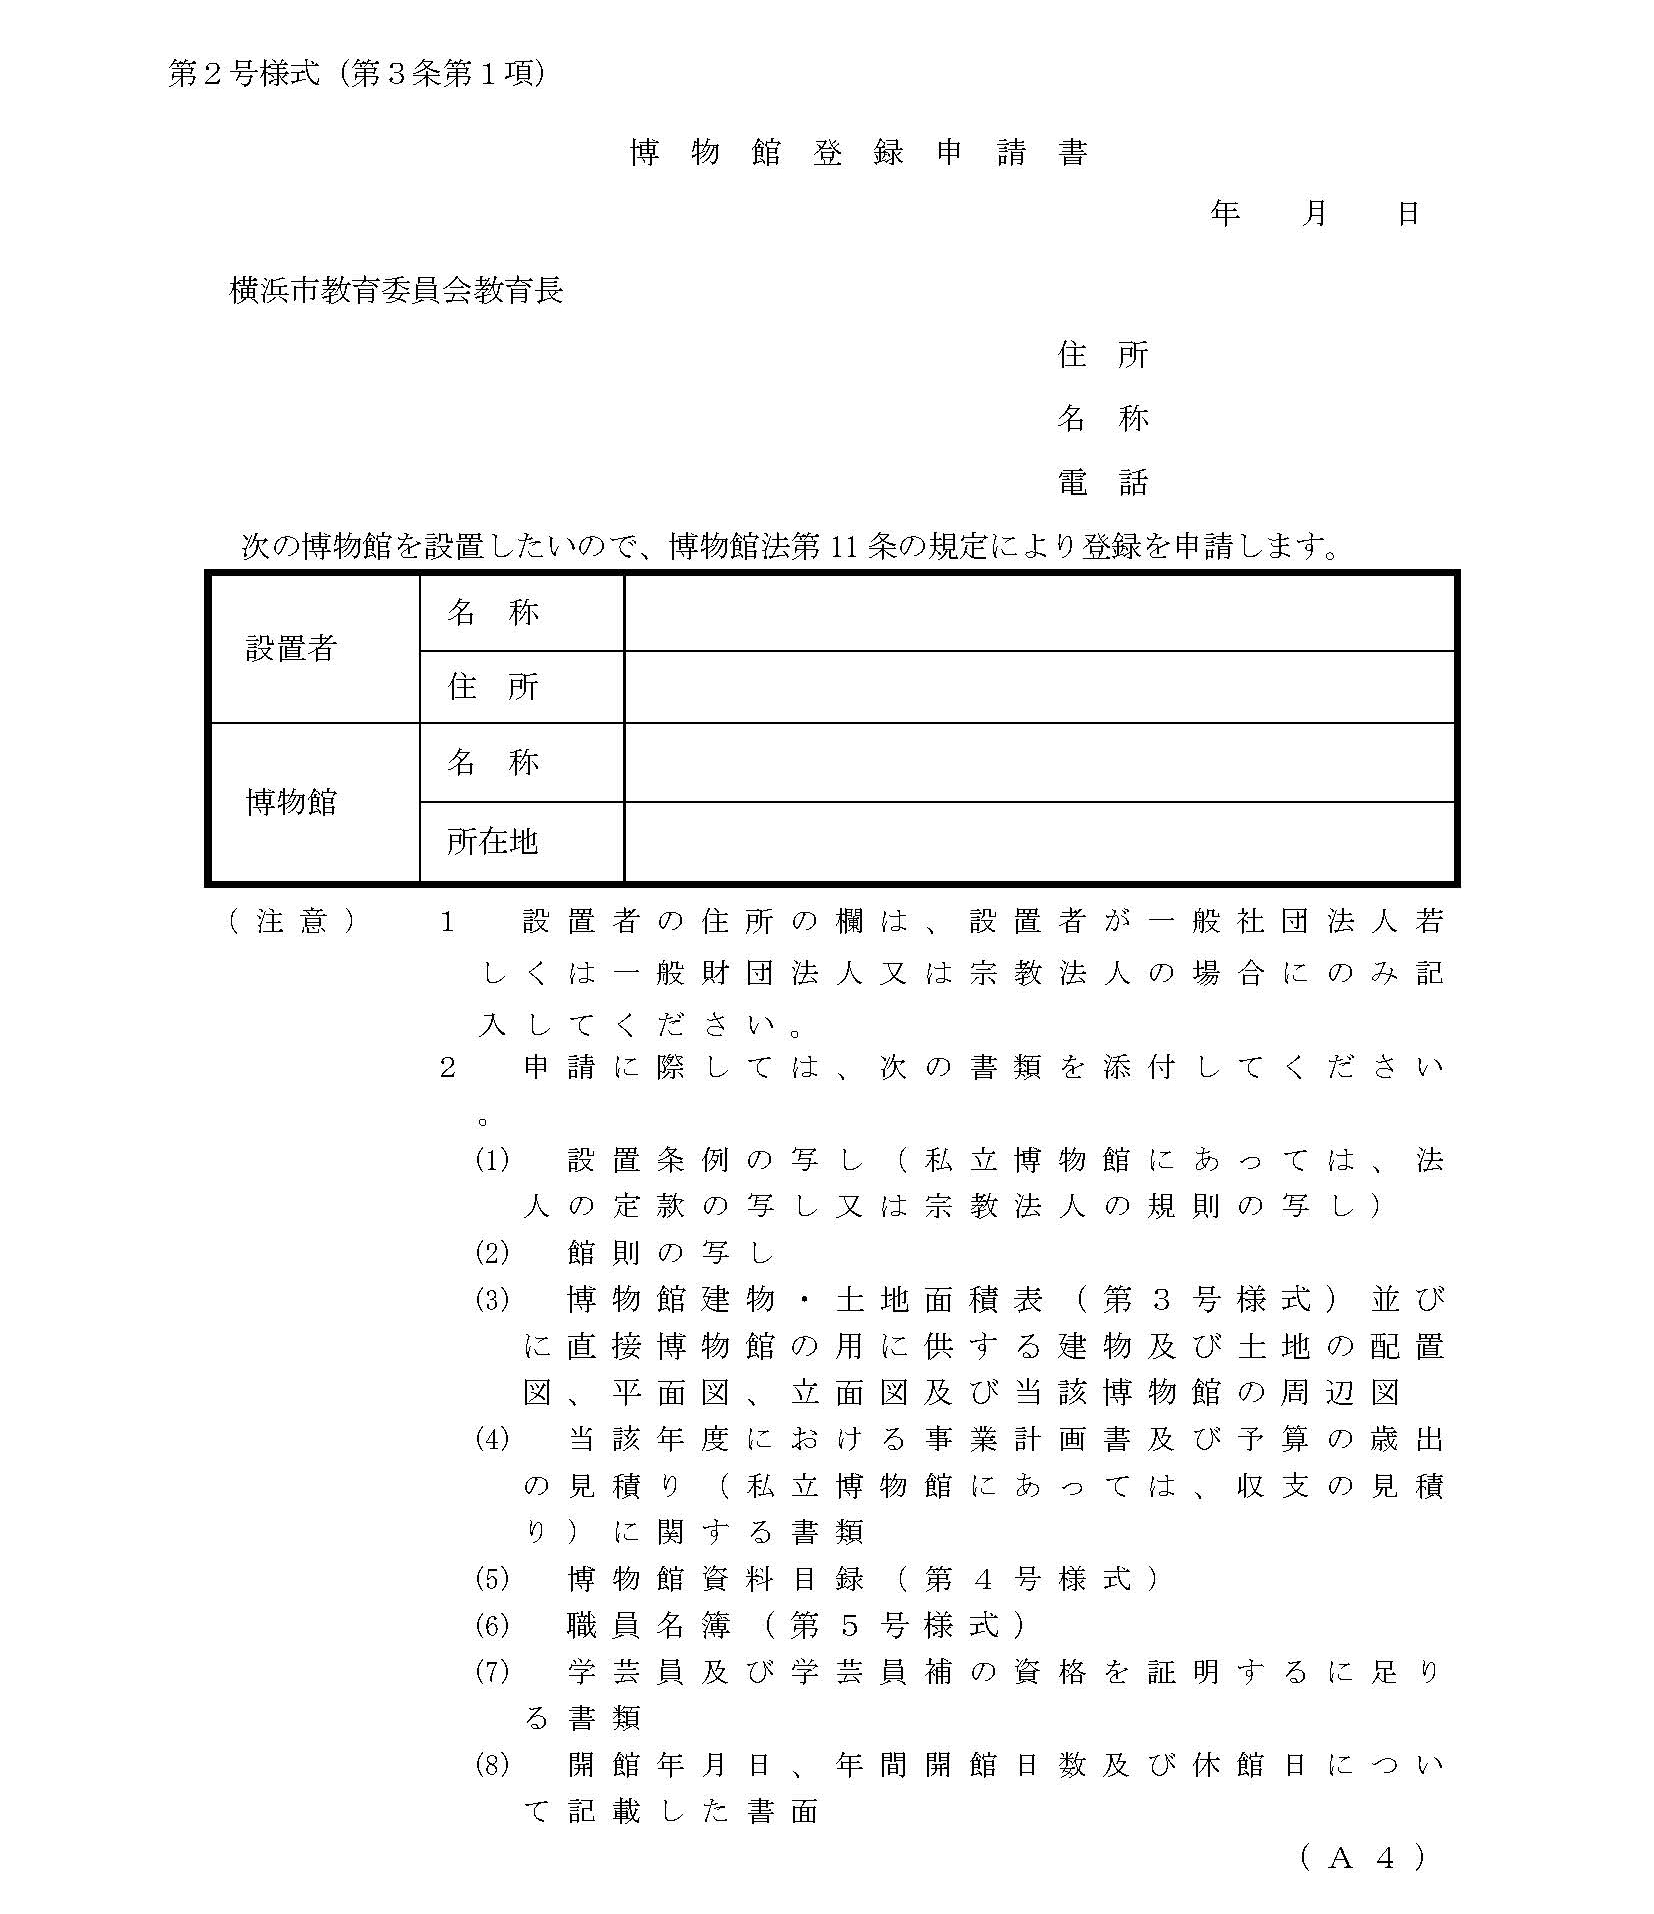 第２号様式（第３条第１項）
博物館登録申請書
年　月　日
横浜市教育委員会教育長
住　所
名　称
電　話
次の博物館を設置したいので、博物館法第11条の規定により登録を申請します。
設置者
名　称
住　所
博物館
名　称
所在地
（注意）　1　設置者の住所の欄は、設置者が一般社団法人若
しくは一般財団法人又は宗教法人の場合にのみ記
入してください。
2　申請に際しては、次の書類を添付してください
。
(1)　設置条例の写し（私立博物館にあっては、法
人の定款の写し又は宗教法人の規則の写し）
(2)　館則の写し
(3)　博物館建物・土地面積表（第３号様式）並び
に直接博物館の用に供する建物及び土地の配置
図、平面図、立面図及び当該博物館の周辺図
(4)　当該年度における事業計画書及び予算の歳出
の見積り（私立博物館にあっては、収支の見積
り）に関する書類
(5)　博物館資料目録（第４号様式）
(6)　職員名簿（第５号様式）
(7)　学芸員及び学芸員補の資格を証明するに足り
る書類
(8)　開館年月日、年間開館日数及び休館日につい
て記載した書面
（Ａ４）